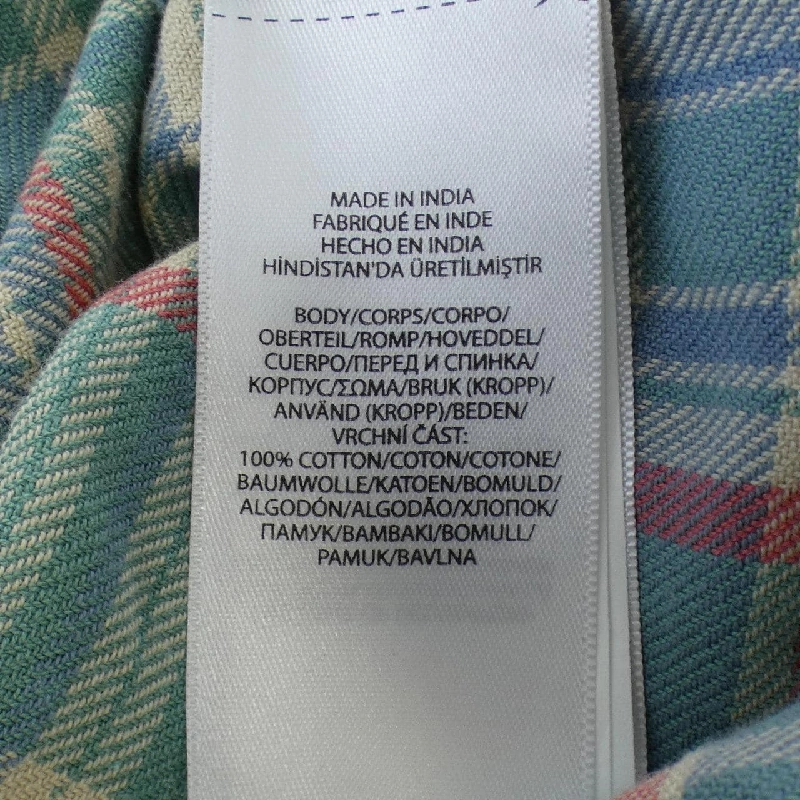 MADE IN INDIA
FABRIQUÉ EN INDE
HECHO EN INDIA
HİNDİSTAN'DA ÜRETİLMİŞTİR
BODY/CORPS/CORPO/
OBERTEIL/ROMP/HOVEDDEL/
CUERPO/ПЕРЕД И СПИНКА/
КОРПУС/ΣΩΜΑ/BRUK (KROPP)/
ANVÄND (KROPP)/BEDEN/
VRCHNÍ ČÁST:
100% COTTON/COTON/COTONE/
BAUMWOLLE/KATOEN/BOMULD/
ALGODÓN/ALGODÃO/ХЛОПОК/
ПАМУК/ΒΑΜΒΑΚΙ/BOMULL/
PAMUK/BAVLNA